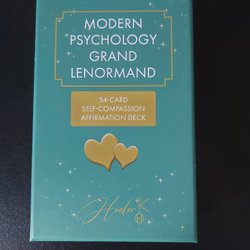 MODERN
PSYCHOLOGY
GRAND
LENORMAND
54-CARD
SELF-COMPASSION
AFFIRMATION DECK